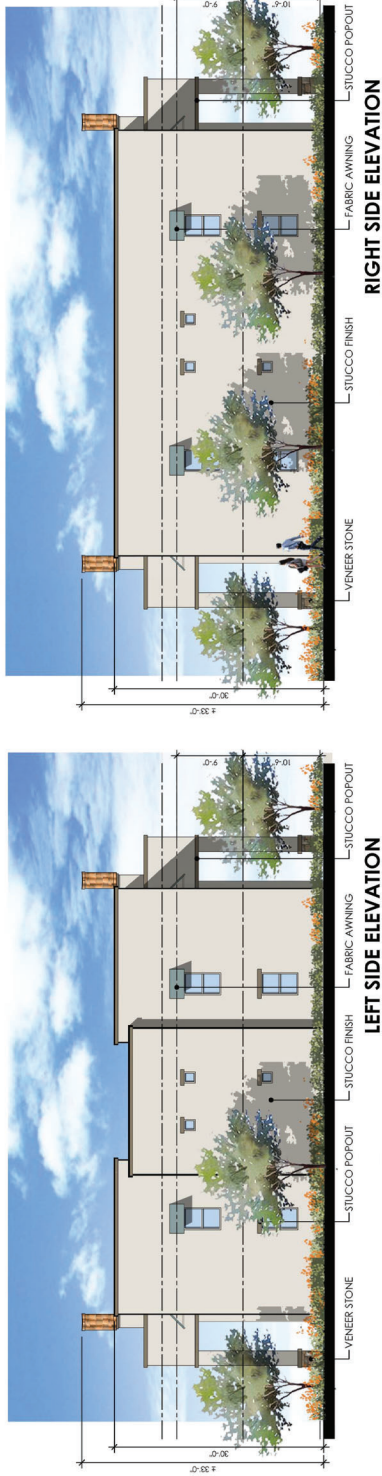 ± 33'-0"
30'-0"
9'-0"
10'-6"
VENEER STONE
STUCCO POPOUT
STUCCO FINISH
FABRIC AWNING
STUCCO POPOUT
LEFT SIDE ELEVATION
± 33'-0"
30'-0"
9'-0"
10'-6"
VENEER STONE
STUCCO FINISH
FABRIC AWNING
STUCCO POPOUT
RIGHT SIDE ELEVATION